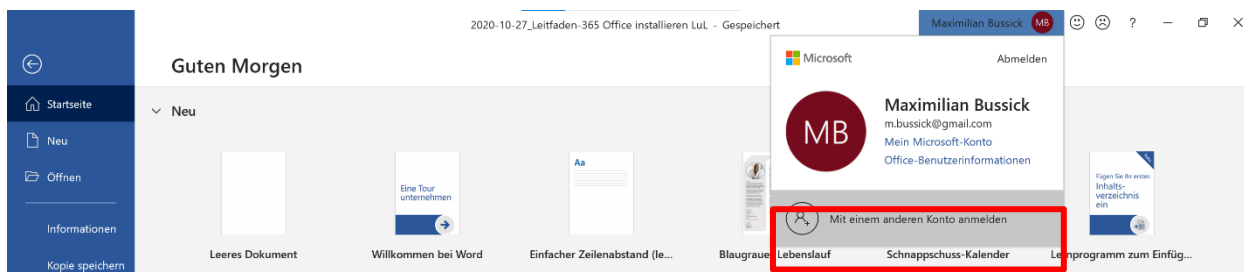 2020-10-27_Leitfaden-365 Office installieren LuL - Gespeichert
Maximilian Bussick MB
?
Guten Morgen
Microsoft
Abmelden
MB
Maximilian Bussick
m.bussick@gmail.com
Mein Microsoft-Konto
Office-Benutzerinformationen
Mit einem anderen Konto anmelden
Startseite
Neu
Öffnen
Informationen
Kopie speichern
Neu
Leeres Dokument
Eine Tour
unternehmen
Willkommen bei Word
Aa
Einfacher Zeilenabstand (le...
Blaugrauer Lebenslauf
Schnappschuss-Kalender
Fügen Sie Ihr erstes
Inhalts-
verzeichnis
ein
Lernprogramm zum Einfüg...